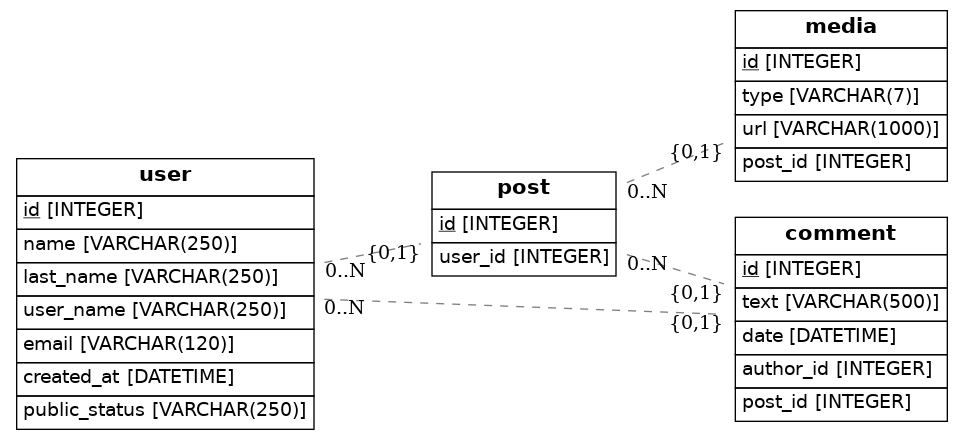 media
id [INTEGER]
type [VARCHAR(7)]
url [VARCHAR(1000)]
post_id [INTEGER]
{0,1}
0..N
user
id [INTEGER]
name [VARCHAR(250)]
last_name [VARCHAR(250)]
user_name [VARCHAR(250)]
email [VARCHAR(120)]
created_at [DATETIME]
public_status [VARCHAR(250)]
0..N
{0,1}
0..N
post
id [INTEGER]
user_id [INTEGER]
0..N
{0,1}
{0,1}
comment
id [INTEGER]
text [VARCHAR(500)]
date [DATETIME]
author_id [INTEGER]
post_id [INTEGER]